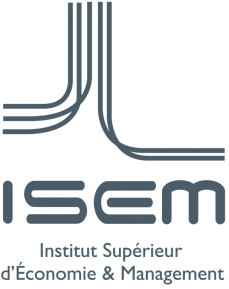 ISEM
Institut Supérieur
d'Économie & Management